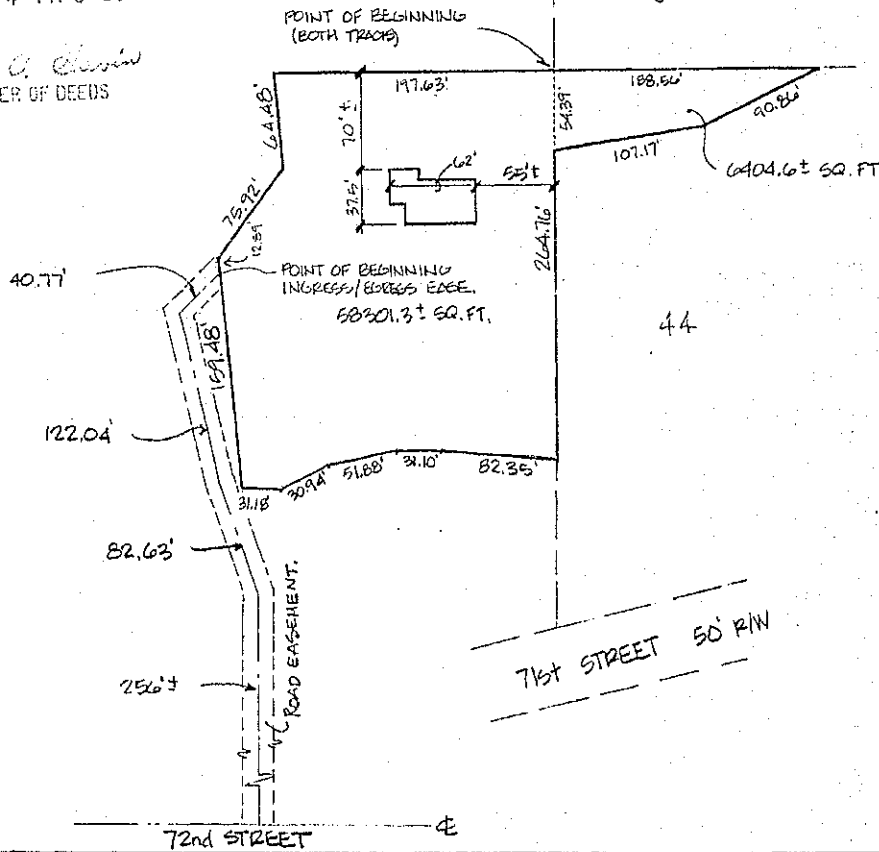 ER OF DEEDS
POINT OF BEGINNING
(BOTH TRACTS)
197.63'
188.56'
64.48'
70'±
54.39'
90.86'
107.17'
6404.6± SQ.FT
62'
55'±
37.5'
75.92'
12.89'
264.76'
40.77'
POINT OF BEGINNING
INGRESS/EGRESS EASE.
58301.3± SQ.FT.
159.48'
44
122.04'
31.18'
30.94'
51.88'
31.10'
82.35'
82.63'
ROAD EASEMENT.
71st STREET 50' R/W
256'±
72nd STREET